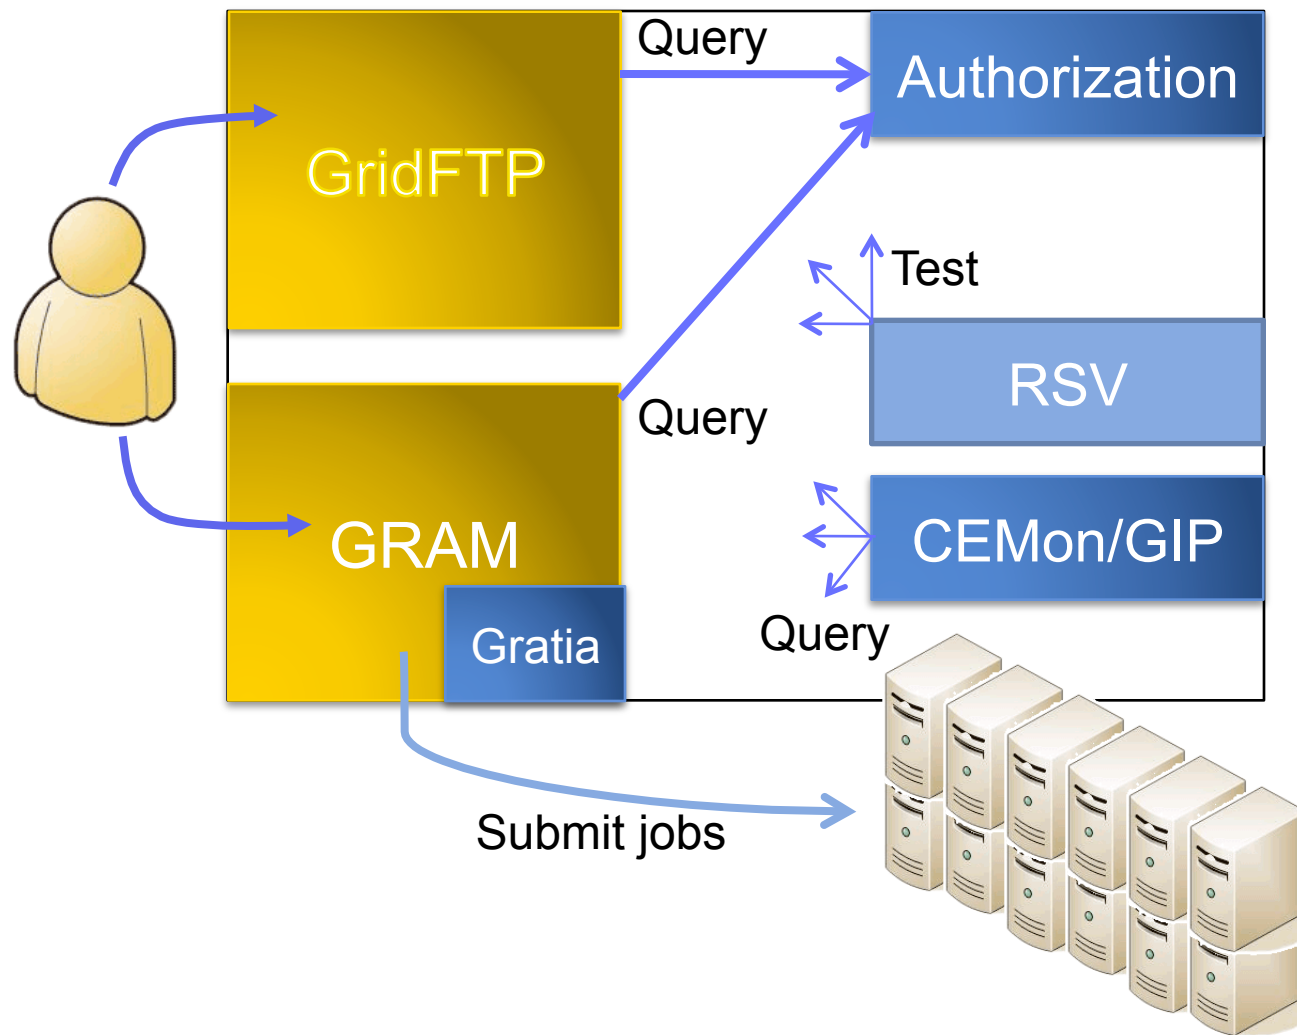 Query
Authorization
GridFTP
Test
RSV
Query
GRAM
CEMon/GIP
Gratia
Query
Submit jobs